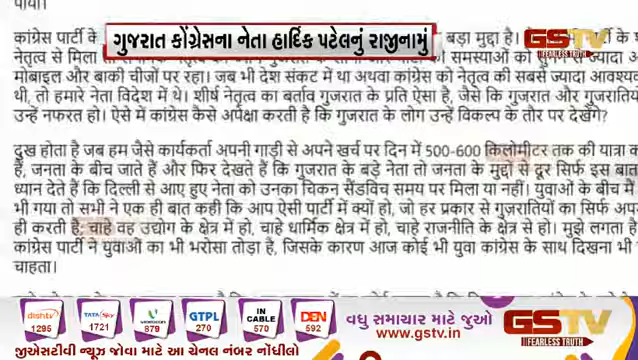 पाया।
ગુજરાત કોંગ્રેસના નેતા હાર્દિક પટેલનું રાજીનામું
GSTV
FEARLESS TRUTH
कांग्रेस पार्टी के बड़ा मुद्दा है।
नेतृत्व से मिला समस्याओं को
मोबाइल और बाकी चीजों पर रहा। जब भी देश संकट में था अथवा कांग्रेस को नेतृत्व की सबसे ज्यादा आवश्य
थी, तो हमारे नेता विदेश में थे। शीर्ष नेतृत्व का बर्ताव गुजरात के प्रति ऐसा है, जैसे कि गुजरात और गुजरातिय
उन्हें नफरत हो। ऐसे में कांग्रेस कैसे अपेक्षा करती है कि गुजरात के लोग उन्हें विकल्प के तौर पर देखेंगे?
दुख होता है जब हम जैसे कार्यकर्ता अपनी गाड़ी से अपने खर्च पर दिन में 500-600 किलोमीटर तक की यात्रा क
हैं, जनता के बीच जाते हैं और फिर देखते हैं कि गुजरात के बड़े नेता तो जनता के मुद्दों से दूर सिर्फ इस बात
ध्यान देते हैं कि दिल्ली से आए हुए नेता को उनका चिकन सैंडविच समय पर मिला या नहीं। युवाओं के बीच में
भी गया तो सभी ने एक ही बात कही कि आप ऐसी पार्टी में क्यों हो, जो हर प्रकार से गुजरातियों का सिर्फ अप
ही करती है, चाहे वह उद्योग के क्षेत्र में हो, चाहे धार्मिक क्षेत्र में हो, चाहे राजनीति के क्षेत्र से हो। मुझे लगता है
कांग्रेस पार्टी ने युवाओं का भी भरोसा तोड़ा है, जिसके कारण आज कोई भी युवा कांग्रेस के साथ दिखना भी
चाहता।
dishtv 1295
TATA sky 1721
videocon 879
GTPL 270
IN CABLE 570
DEN 592
વધુ સમાચાર માટે જુઓ
www.gstv.in
GSTV
FEARLESS TRUTH
જીએસટીવી ન્યૂઝ જોવા માટે આ ચેનલ નંબર નોંધીલો